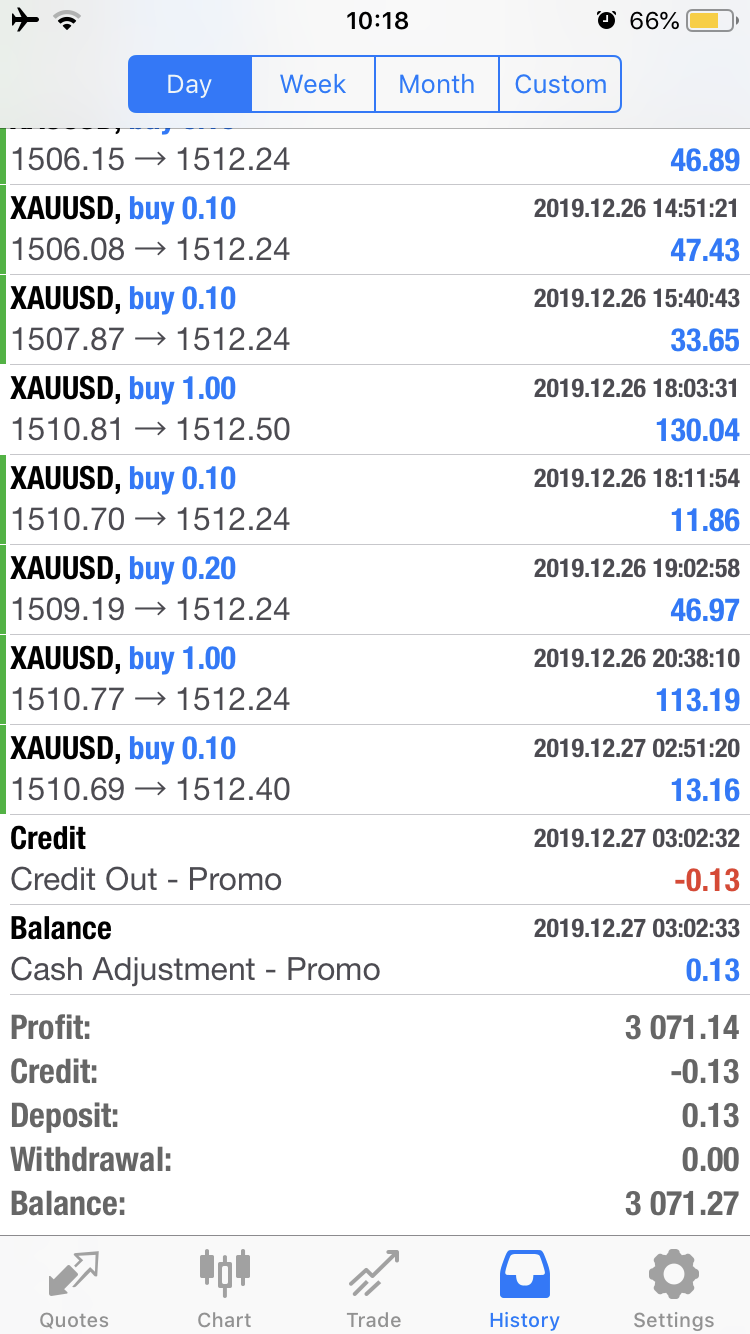 10:18
66%
Day
Week
Month
Custom
1506.15 → 1512.24
46.89
XAUUSD, buy 0.10
2019.12.26 14:51:21
1506.08 → 1512.24
47.43
XAUUSD, buy 0.10
2019.12.26 15:40:43
1507.87 → 1512.24
33.65
XAUUSD, buy 1.00
2019.12.26 18:03:31
1510.81 → 1512.50
130.04
XAUUSD, buy 0.10
2019.12.26 18:11:54
1510.70 → 1512.24
11.86
XAUUSD, buy 0.20
2019.12.26 19:02:58
1509.19 → 1512.24
46.97
XAUUSD, buy 1.00
2019.12.26 20:38:10
1510.77 → 1512.24
113.19
XAUUSD, buy 0.10
2019.12.27 02:51:20
1510.69 → 1512.40
13.16
Credit
2019.12.27 03:02:32
Credit Out - Promo
-0.13
Balance
2019.12.27 03:02:33
Cash Adjustment - Promo
0.13
Profit:
3 071.14
Credit:
-0.13
Deposit:
0.13
Withdrawal:
0.00
Balance:
3 071.27
Quotes
Chart
Trade
History
Settings